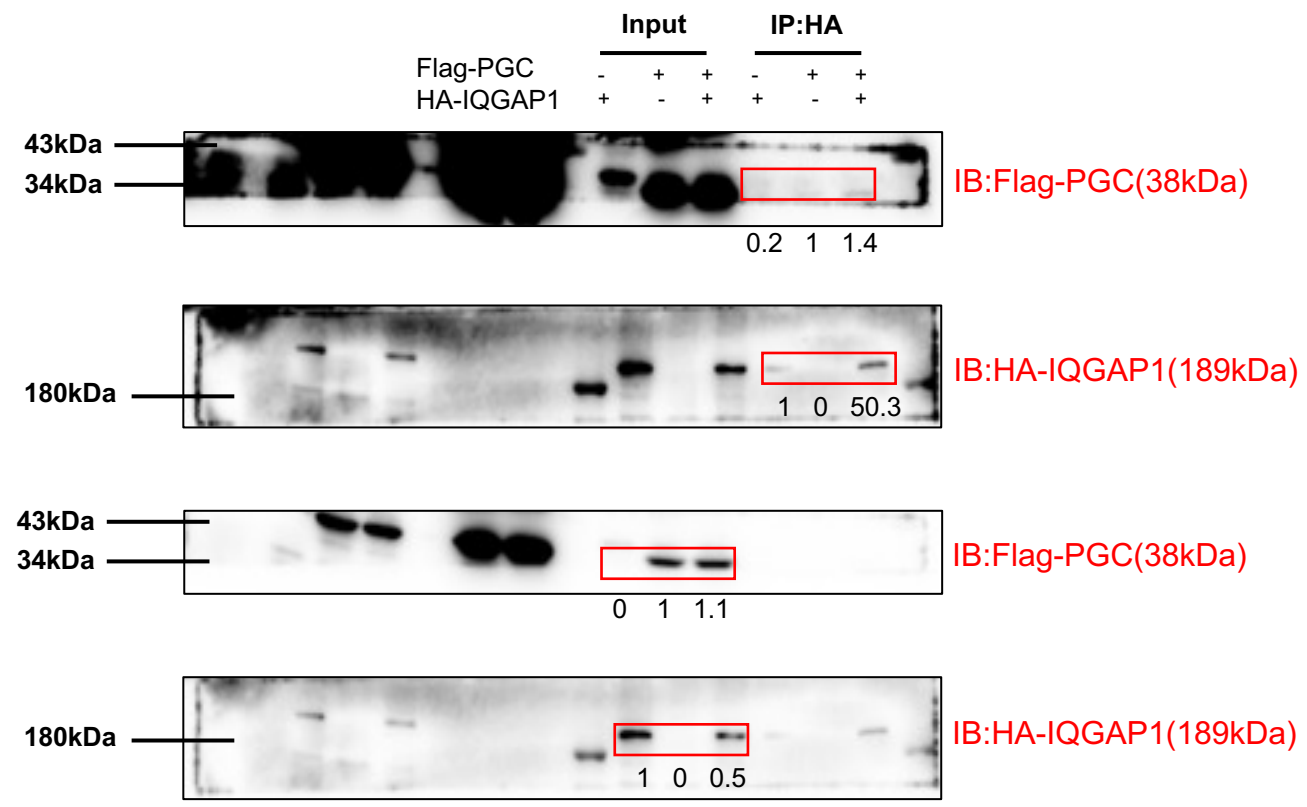 Input IP:HA
Flag-PGC - + + - + +
HA-IQGAP1 + - + + - +
43kDa
34kDa
IB:Flag-PGC(38kDa)
0.2 1 1.4
IB:HA-IQGAP1(189kDa)
180kDa
1 0 50.3
43kDa
34kDa
IB:Flag-PGC(38kDa)
0 1 1.1
180kDa
IB:HA-IQGAP1(189kDa)
1 0 0.5